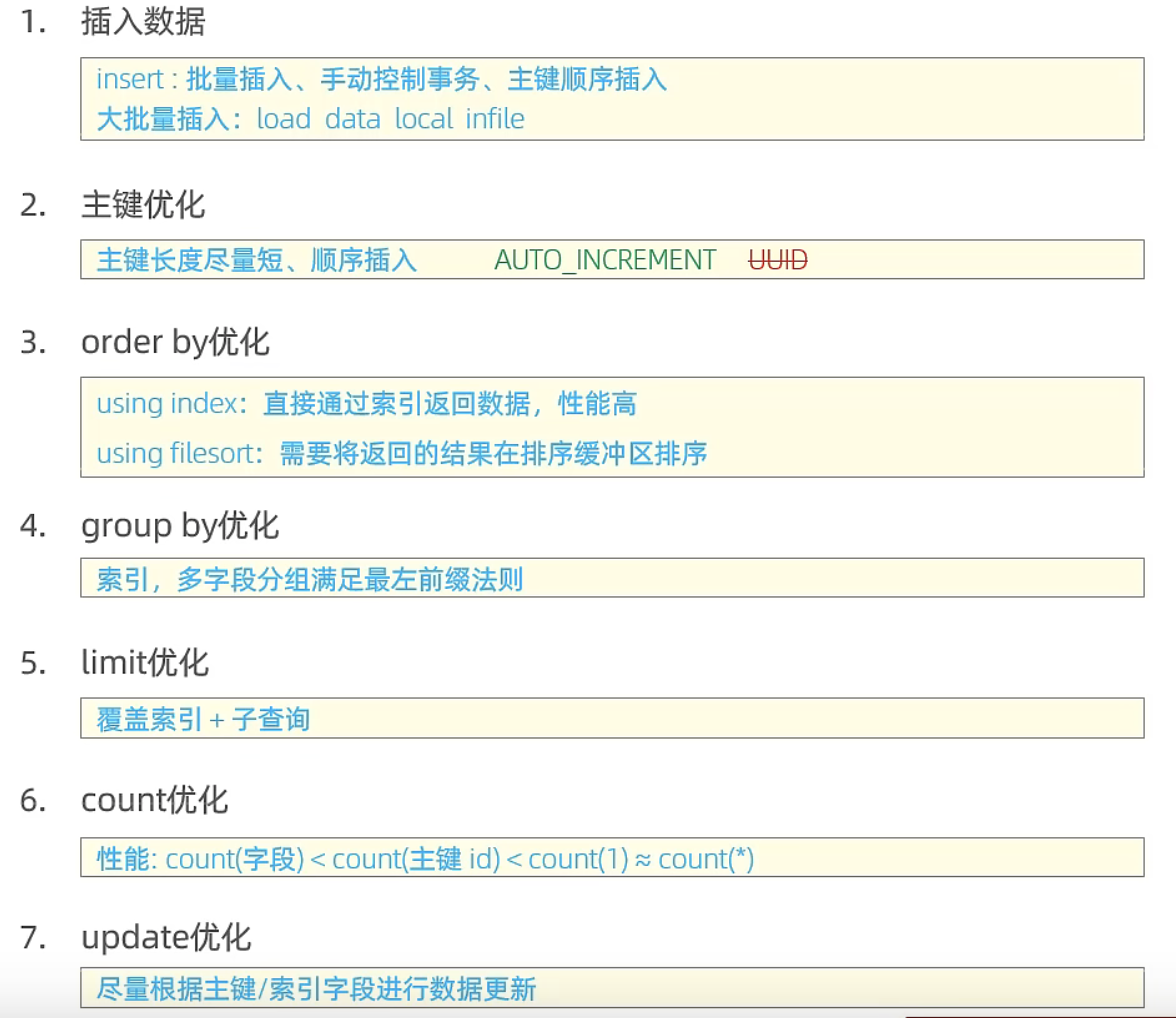 1. 插入数据
insert : 批量插入、手动控制事务、主键顺序插入
大批量插入：load data local infile
2. 主键优化
主键长度尽量短、顺序插入 AUTO_INCREMENT UUID
3. order by优化
using index：直接通过索引返回数据，性能高
using filesort：需要将返回的结果在排序缓冲区排序
4. group by优化
索引，多字段分组满足最左前缀法则
5. limit优化
覆盖索引 + 子查询
6. count优化
性能: count(字段) < count(主键 id) < count(1) ≈ count(*)
7. update优化
尽量根据主键/索引字段进行数据更新